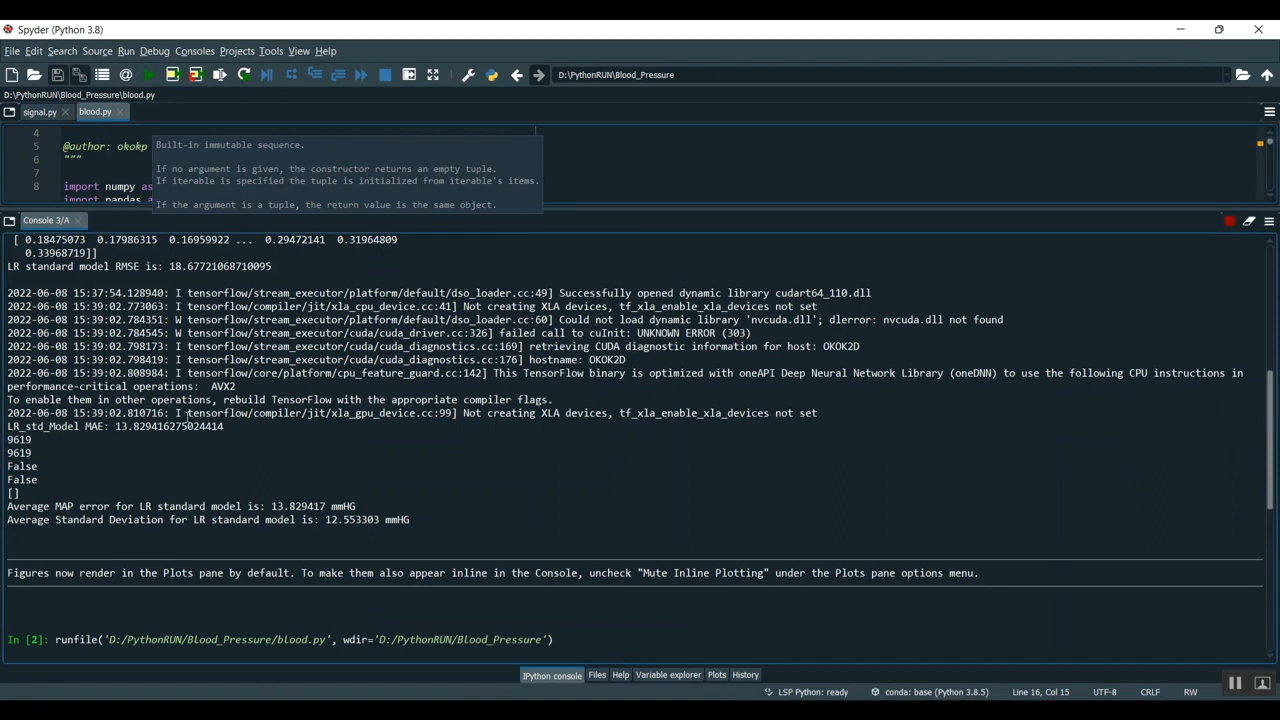 Spyder (Python 3.8)
File Edit Search Source Run Debug Consoles Projects Tools View Help
D:\PythonRUN\Blood_Pressure
D:\PythonRUN\Blood_Pressure\blood.py
signal.py blood.py
4
5 @author: okokp
6 """
7
8 import numpy as
import pandas
Built-in immutable sequence.
If no argument is given, the constructor returns an empty tuple.
If iterable is specified the tuple is initialized from iterable's items.
If the argument is a tuple, the return value is the same object.
Console 3/A
[ 0.18475073 0.17986315 0.16959922 ... 0.29472141 0.31964809
0.33968719]]
LR standard model RMSE is: 18.67721068710095
2022-06-08 15:37:54.128940: I tensorflow/stream_executor/platform/default/dso_loader.cc:49] Successfully opened dynamic library cudart64_110.dll
2022-06-08 15:39:02.773063: I tensorflow/compiler/jit/xla_cpu_device.cc:41] Not creating XLA devices, tf_xla_enable_xla_devices not set
2022-06-08 15:39:02.784351: W tensorflow/stream_executor/platform/default/dso_loader.cc:60] Could not load dynamic library 'nvcuda.dll'; dlerror: nvcuda.dll not found
2022-06-08 15:39:02.784545: W tensorflow/stream_executor/cuda/cuda_driver.cc:326] failed call to cuInit: UNKNOWN ERROR (303)
2022-06-08 15:39:02.798173: I tensorflow/stream_executor/cuda/cuda_diagnostics.cc:169] retrieving CUDA diagnostic information for host: OKOK2D
2022-06-08 15:39:02.798419: I tensorflow/stream_executor/cuda/cuda_diagnostics.cc:176] hostname: OKOK2D
2022-06-08 15:39:02.808984: I tensorflow/core/platform/cpu_feature_guard.cc:142] This TensorFlow binary is optimized with oneAPI Deep Neural Network Library (oneDNN) to use the following CPU instructions in
performance-critical operations: AVX2
To enable them in other operations, rebuild TensorFlow with the appropriate compiler flags.
2022-06-08 15:39:02.810716: I tensorflow/compiler/jit/xla_gpu_device.cc:99] Not creating XLA devices, tf_xla_enable_xla_devices not set
LR_std_Model MAE: 13.829416275024414
9619
9619
False
False
[]
Average MAP error for LR standard model is: 13.829417 mmHG
Average Standard Deviation for LR standard model is: 12.553303 mmHG
Figures now render in the Plots pane by default. To make them also appear inline in the Console, uncheck "Mute Inline Plotting" under the Plots pane options menu.
In [2]: runfile('D:/PythonRUN/Blood_Pressure/blood.py', wdir='D:/PythonRUN/Blood_Pressure')
IPython console Files Help Variable explorer Plots History
LSP Python: ready conda: base (Python 3.8.5) Line 16, Col 15 UTF-8 CRLF RW